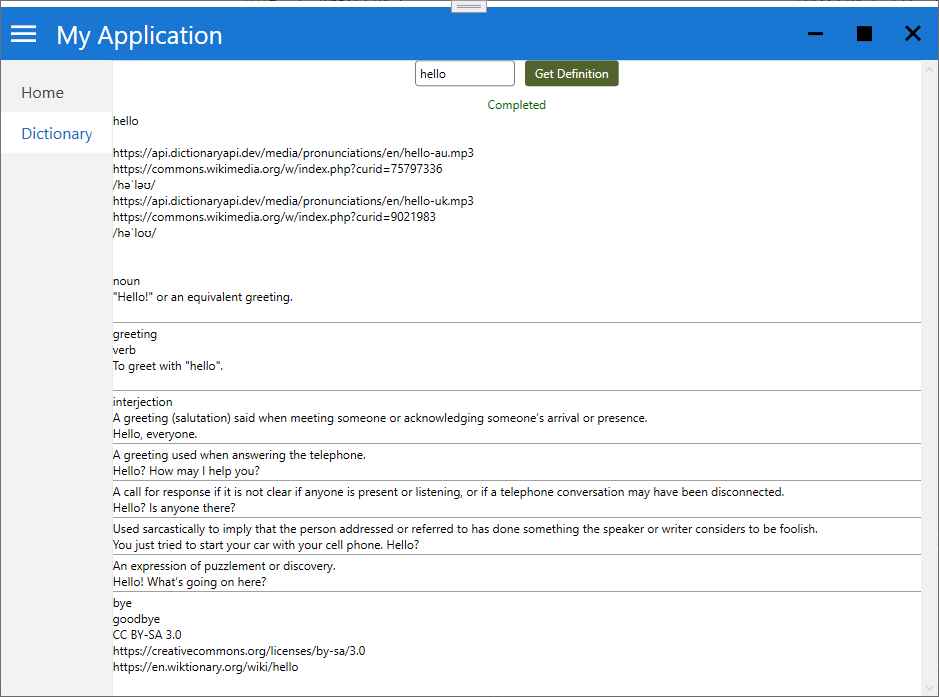 My Application
hello
Get Definition
Home
Completed
Dictionary
hello
https://api.dictionaryapi.dev/media/pronunciations/en/hello-au.mp3
https://commons.wikimedia.org/w/index.php?curid=75797336
/həˈləʊ/
https://api.dictionaryapi.dev/media/pronunciations/en/hello-uk.mp3
https://commons.wikimedia.org/w/index.php?curid=9021983
/həˈloʊ/
noun
"Hello!" or an equivalent greeting.
greeting
verb
To greet with "hello".
interjection
A greeting (salutation) said when meeting someone or acknowledging someone’s arrival or presence.
Hello, everyone.
A greeting used when answering the telephone.
Hello? How may I help you?
A call for response if it is not clear if anyone is present or listening, or if a telephone conversation may have been disconnected.
Hello? Is anyone there?
Used sarcastically to imply that the person addressed or referred to has done something the speaker or writer considers to be foolish.
You just tried to start your car with your cell phone. Hello?
An expression of puzzlement or discovery.
Hello! What’s going on here?
bye
goodbye
CC BY-SA 3.0
https://creativecommons.org/licenses/by-sa/3.0
https://en.wiktionary.org/wiki/hello